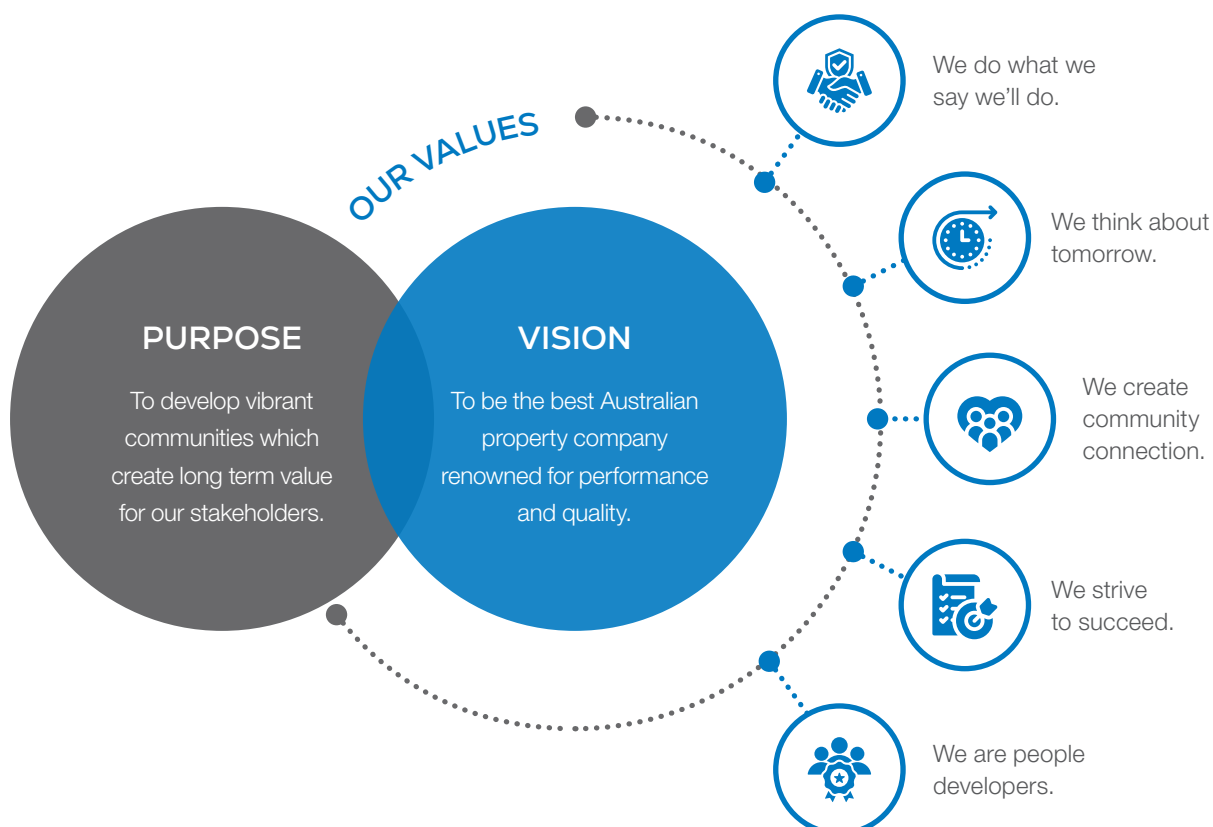 OUR VALUES
PURPOSE
To develop vibrant
communities which
create long term value
for our stakeholders.
VISION
To be the best Australian
property company
renowned for performance
and quality.
We do what we
say we’ll do.
We think about
tomorrow.
We create
community
connection.
We strive
to succeed.
We are people
developers.